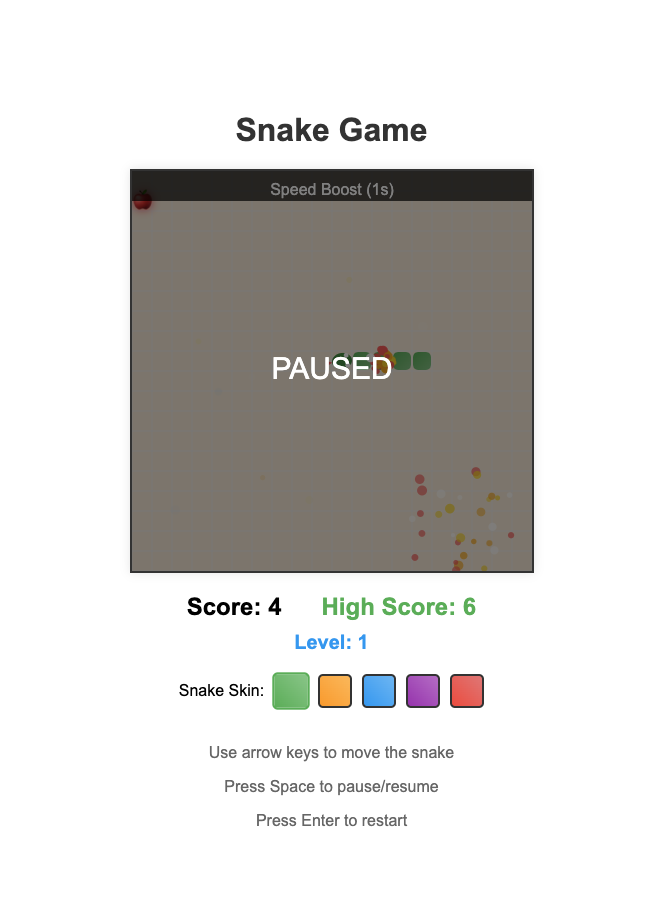 Snake Game
Speed Boost (1s)
PAUSED
Score: 4 High Score: 6
Level: 1
Snake Skin:
Use arrow keys to move the snake
Press Space to pause/resume
Press Enter to restart